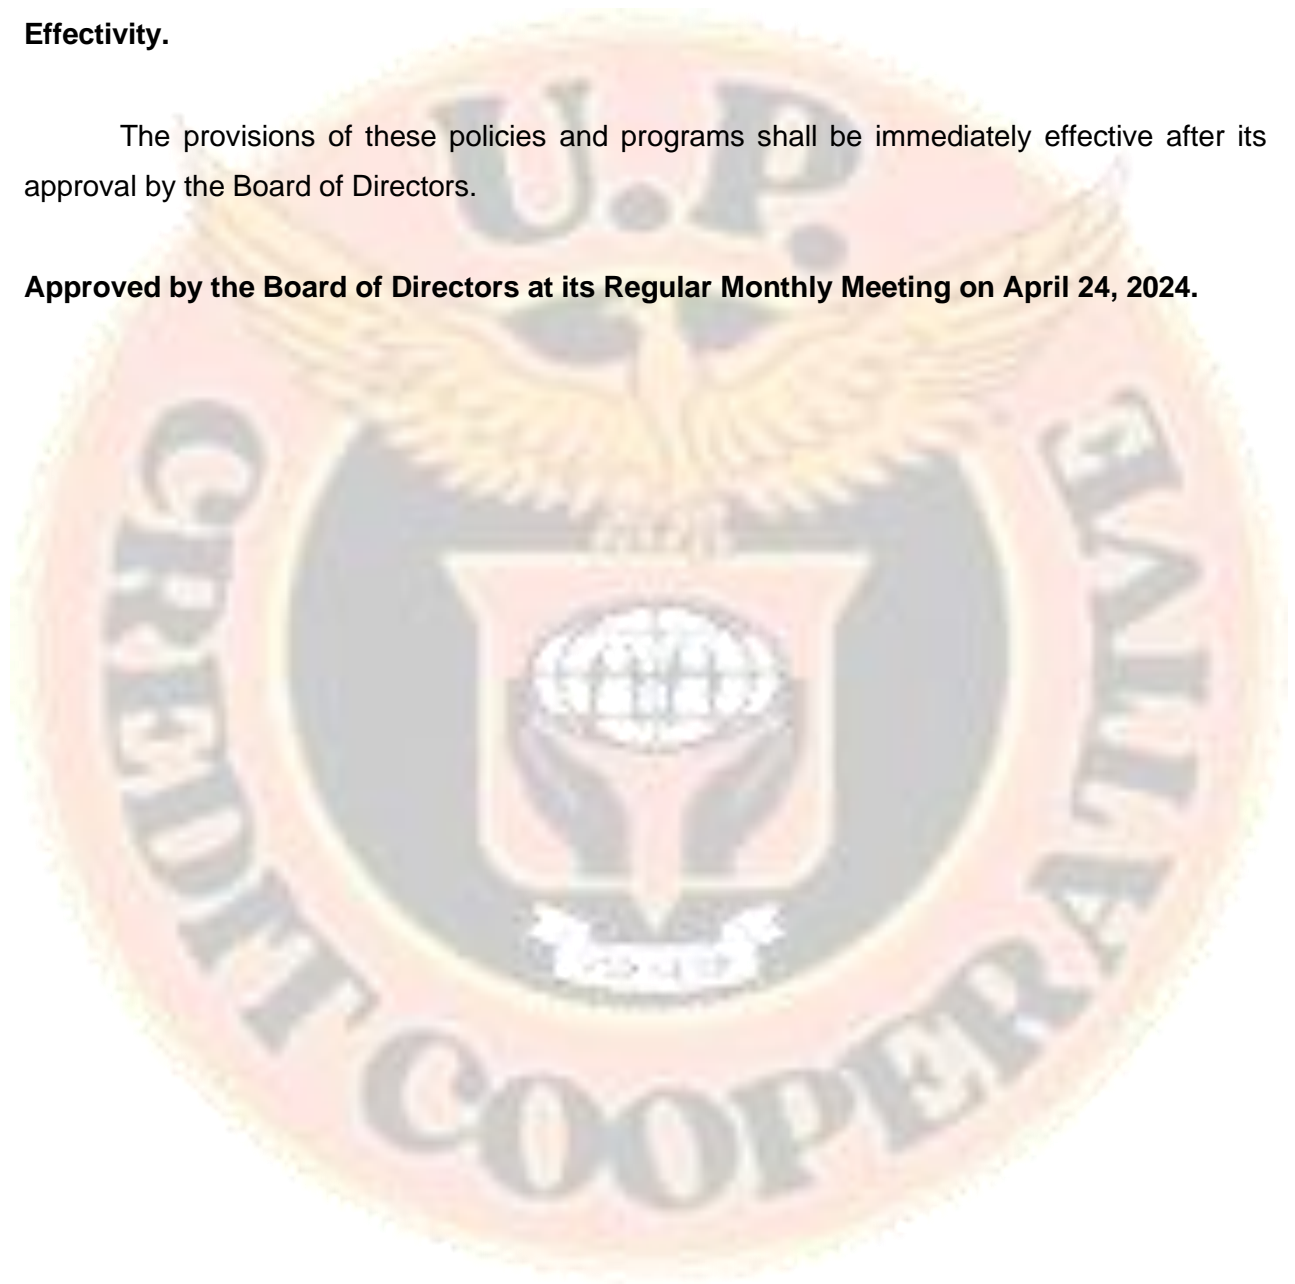 Effectivity.
The provisions of these policies and programs shall be immediately effective after its
approval by the Board of Directors.
Approved by the Board of Directors at its Regular Monthly Meeting on April 24, 2024.
U.P.
CREDIT COOPERATIVE